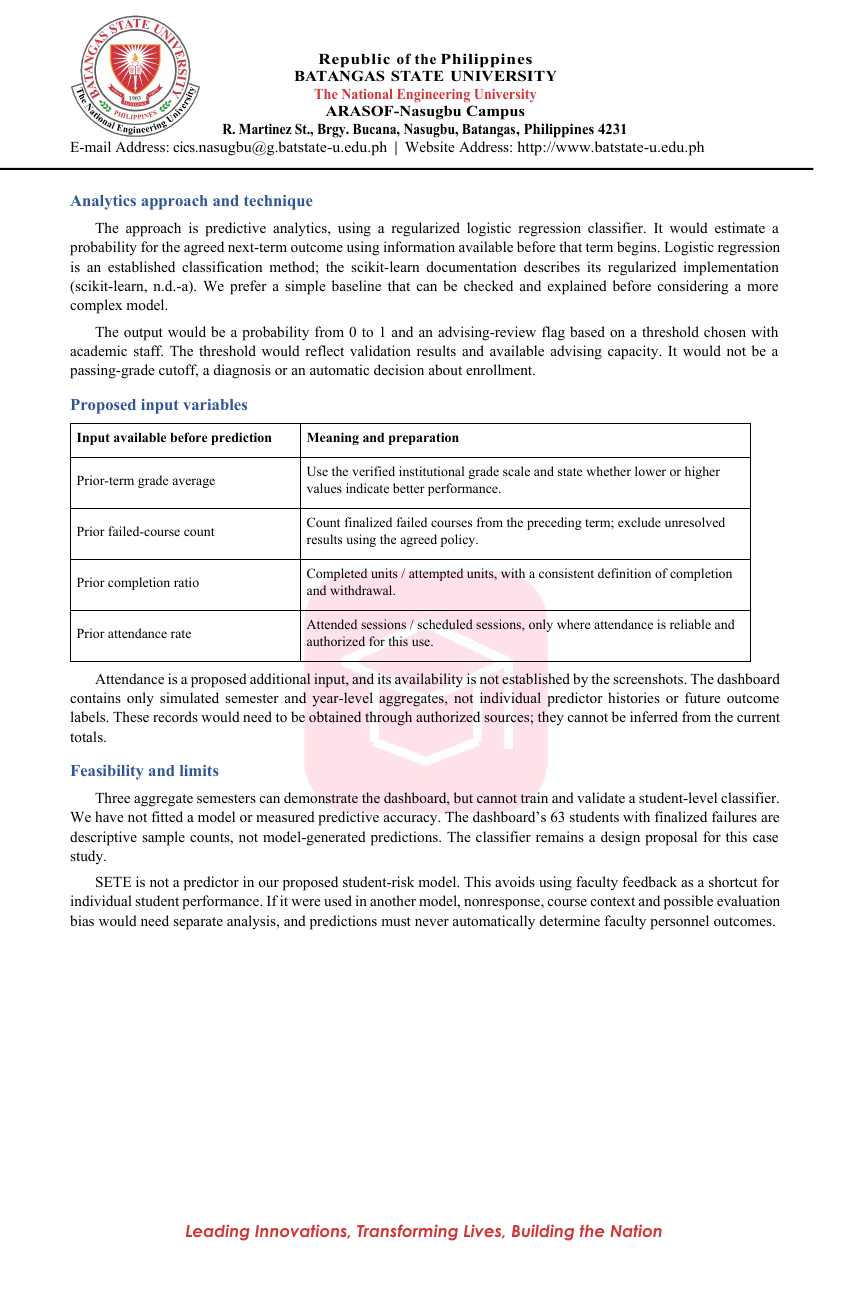 BATANGAS STATE UNIVERSITY
1903
PHILIPPINES
The National Engineering University
Republic of the Philippines
BATANGAS STATE UNIVERSITY
The National Engineering University
ARASOF-Nasugbu Campus
R. Martinez St., Brgy. Bucana, Nasugbu, Batangas, Philippines 4231
E-mail Address: cics.nasugbu@g.batstate-u.edu.ph | Website Address: http://www.batstate-u.edu.ph
Analytics approach and technique
The approach is predictive analytics, using a regularized logistic regression classifier. It would estimate a
probability for the agreed next-term outcome using information available before that term begins. Logistic regression
is an established classification method; the scikit-learn documentation describes its regularized implementation
(scikit-learn, n.d.-a). We prefer a simple baseline that can be checked and explained before considering a more
complex model.
The output would be a probability from 0 to 1 and an advising-review flag based on a threshold chosen with
academic staff. The threshold would reflect validation results and available advising capacity. It would not be a
passing-grade cutoff, a diagnosis or an automatic decision about enrollment.
Proposed input variables
Input available before prediction
Meaning and preparation
Prior-term grade average
Use the verified institutional grade scale and state whether lower or higher
values indicate better performance.
Prior failed-course count
Count finalized failed courses from the preceding term; exclude unresolved
results using the agreed policy.
Prior completion ratio
Completed units / attempted units, with a consistent definition of completion
and withdrawal.
Prior attendance rate
Attended sessions / scheduled sessions, only where attendance is reliable and
authorized for this use.
Attendance is a proposed additional input, and its availability is not established by the screenshots. The dashboard
contains only simulated semester and year-level aggregates, not individual predictor histories or future outcome
labels. These records would need to be obtained through authorized sources; they cannot be inferred from the current
totals.
Feasibility and limits
Three aggregate semesters can demonstrate the dashboard, but cannot train and validate a student-level classifier.
We have not fitted a model or measured predictive accuracy. The dashboard’s 63 students with finalized failures are
descriptive sample counts, not model-generated predictions. The classifier remains a design proposal for this case
study.
SETE is not a predictor in our proposed student-risk model. This avoids using faculty feedback as a shortcut for
individual student performance. If it were used in another model, nonresponse, course context and possible evaluation
bias would need separate analysis, and predictions must never automatically determine faculty personnel outcomes.
Leading Innovations, Transforming Lives, Building the Nation